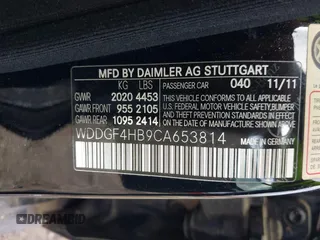 MFD BY DAIMLER AG STUTTGART
PASSENGER CAR 040 11/11
KG LBS
GVWR 2020 4453
GAWR FRONT 955 2105
GAWR REAR 1095 2414
THIS VEHICLE CONFORMS TO ALL
APPLICABLE U.S. FEDERAL MOTOR
VEHICLE SAFETY, BUMPER, AND
THEFT PREVENTION STANDARDS
IN EFFECT ON THE DATE OF
MANUFACTURE SHOWN ABOVE.
WDDGF4HB9CA653814
MADE IN GERMANY
DREAMBID